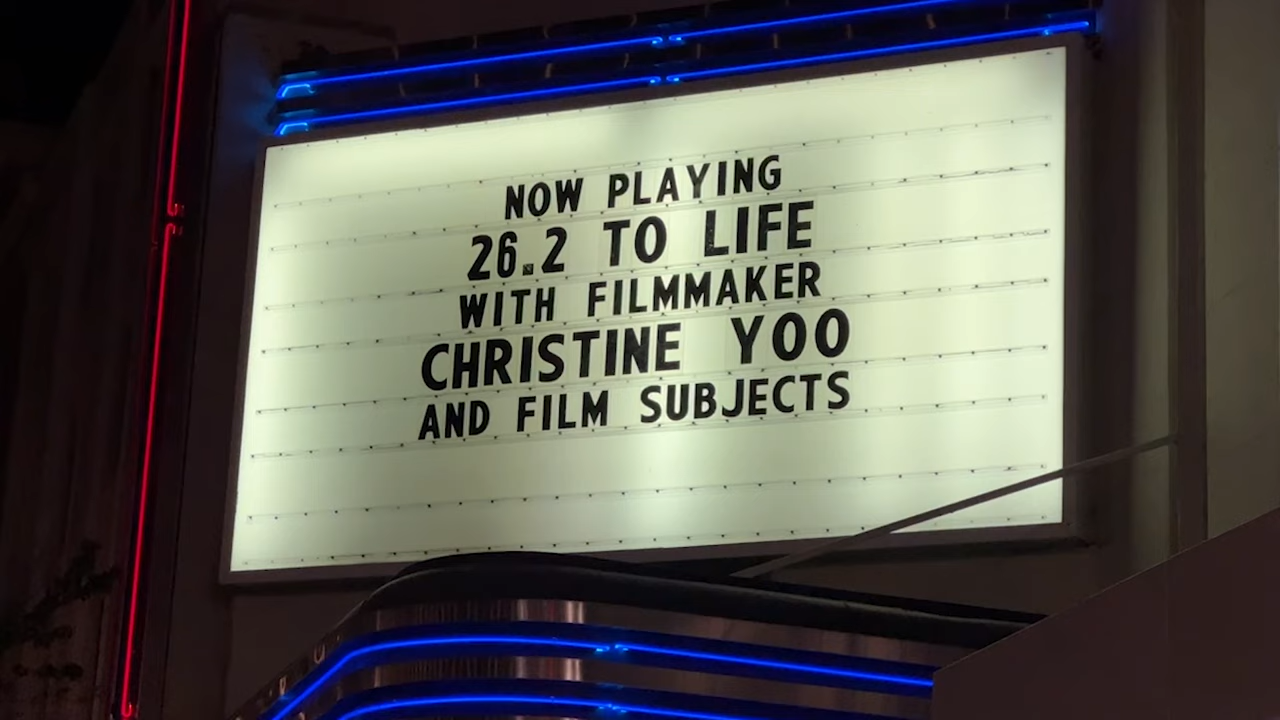 NOW PLAYING
26.2 TO LIFE
WITH FILMMAKER
CHRISTINE YOO
AND FILM SUBJECTS